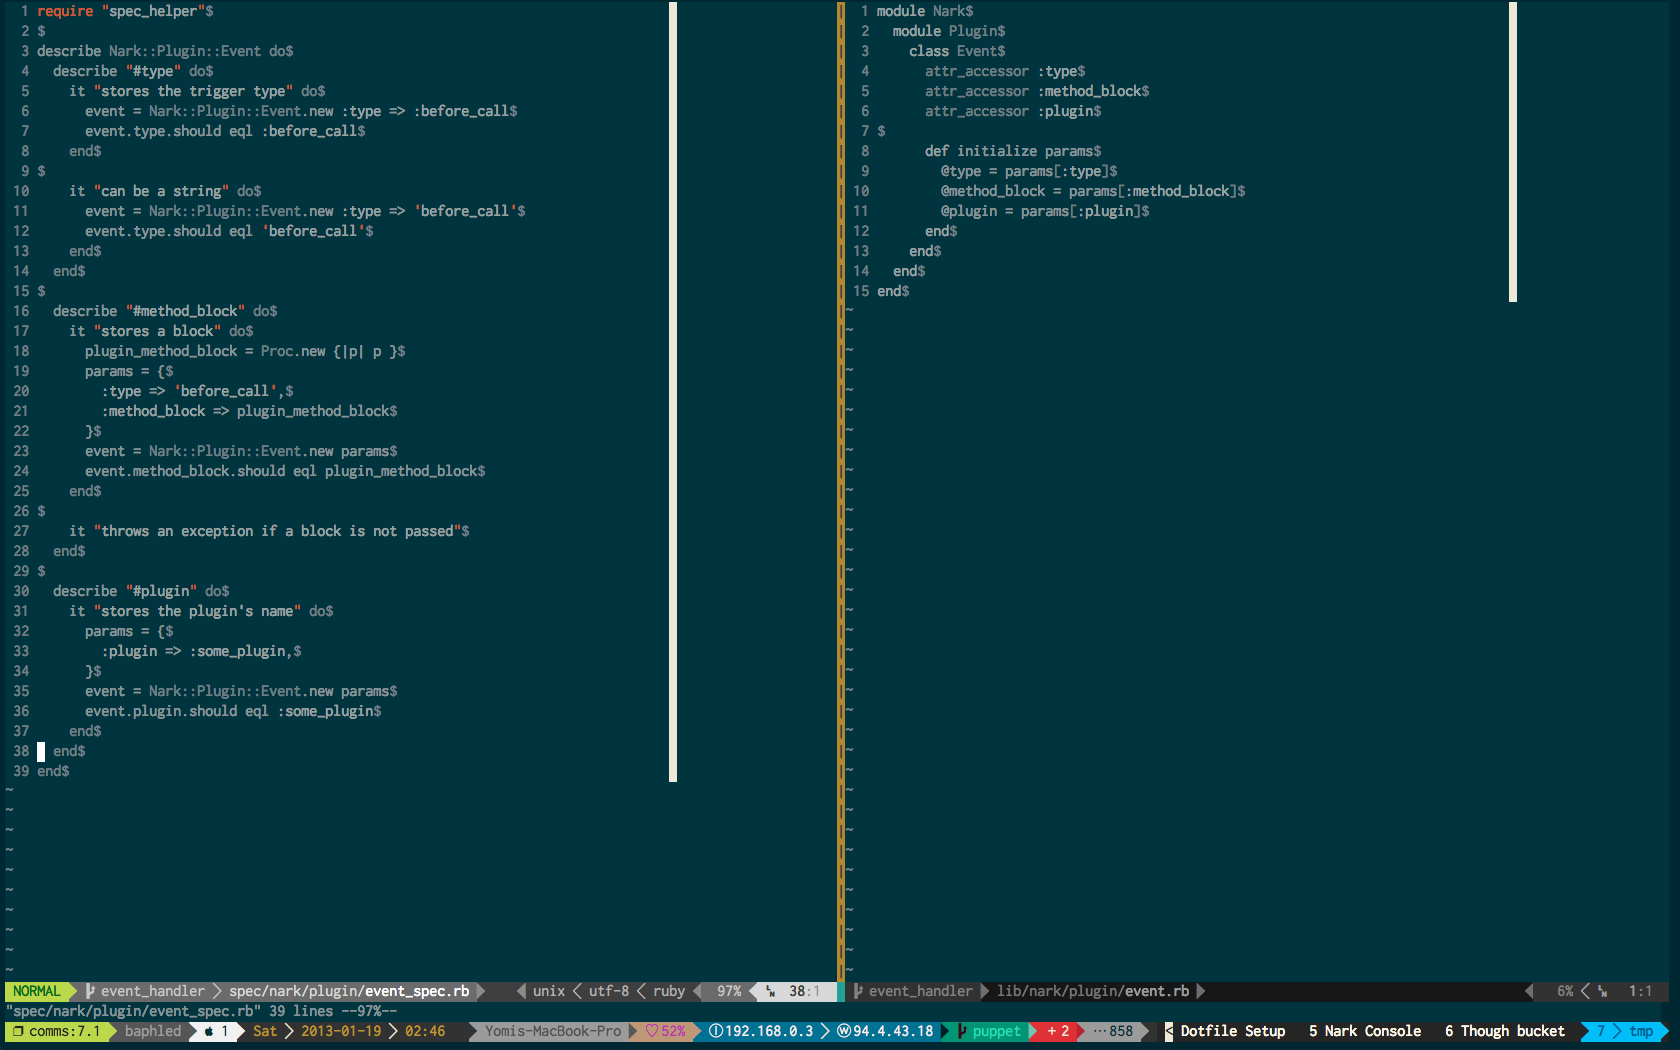 1 require "spec_helper"$
2 $
3 describe Nark::Plugin::Event do$
4   describe "#type" do$
5     it "stores the trigger type" do$
6       event = Nark::Plugin::Event.new :type => :before_call$
7       event.type.should eql :before_call$
8     end$
9 $
10     it "can be a string" do$
11       event = Nark::Plugin::Event.new :type => 'before_call'$
12       event.type.should eql 'before_call'$
13     end$
14   end$
15 $
16   describe "#method_block" do$
17     it "stores a block" do$
18       plugin_method_block = Proc.new {|p| p }$
19       params = {$
20         :type => 'before_call',$
21         :method_block => plugin_method_block$
22       }$
23       event = Nark::Plugin::Event.new params$
24       event.method_block.should eql plugin_method_block$
25     end$
26 $
27     it "throws an exception if a block is not passed"$
28   end$
29 $
30   describe "#plugin" do$
31     it "stores the plugin's name" do$
32       params = {$
33         :plugin => :some_plugin,$
34       }$
35       event = Nark::Plugin::Event.new params$
36       event.plugin.should eql :some_plugin$
37     end$
38   end$
39 end$
1 module Nark$
2   module Plugin$
3     class Event$
4       attr_accessor :type$
5       attr_accessor :method_block$
6       attr_accessor :plugin$
7 $
8       def initialize params$
9         @type = params[:type]$
10         @method_block = params[:method_block]$
11         @plugin = params[:plugin]$
12       end$
13     end$
14   end$
15 end$
NORMAL event_handler spec/nark/plugin/event_spec.rb unix utf-8 ruby 97% 38:1 event_handler lib/nark/plugin/event.rb 6% 1:1
"spec/nark/plugin/event_spec.rb" 39 lines --97%--
comms:7.1 baphled 1 Sat 2013-01-19 02:46 Yomis-MacBook-Pro ♡52% 192.168.0.3 94.4.43.18 puppet +2 ···858 < Dotfile Setup 5 Nark Console 6 Though bucket 7 tmp